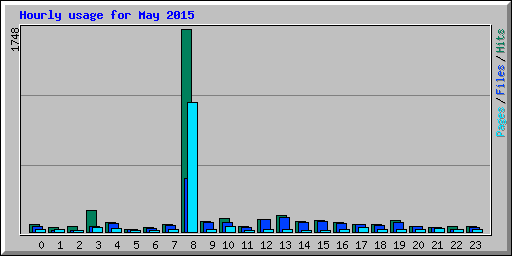 Hourly usage for May 2015
1748
Pages / Files / Hits
0 1 2 3 4 5 6 7 8 9 10 11 12 13 14 15 16 17 18 19 20 21 22 23